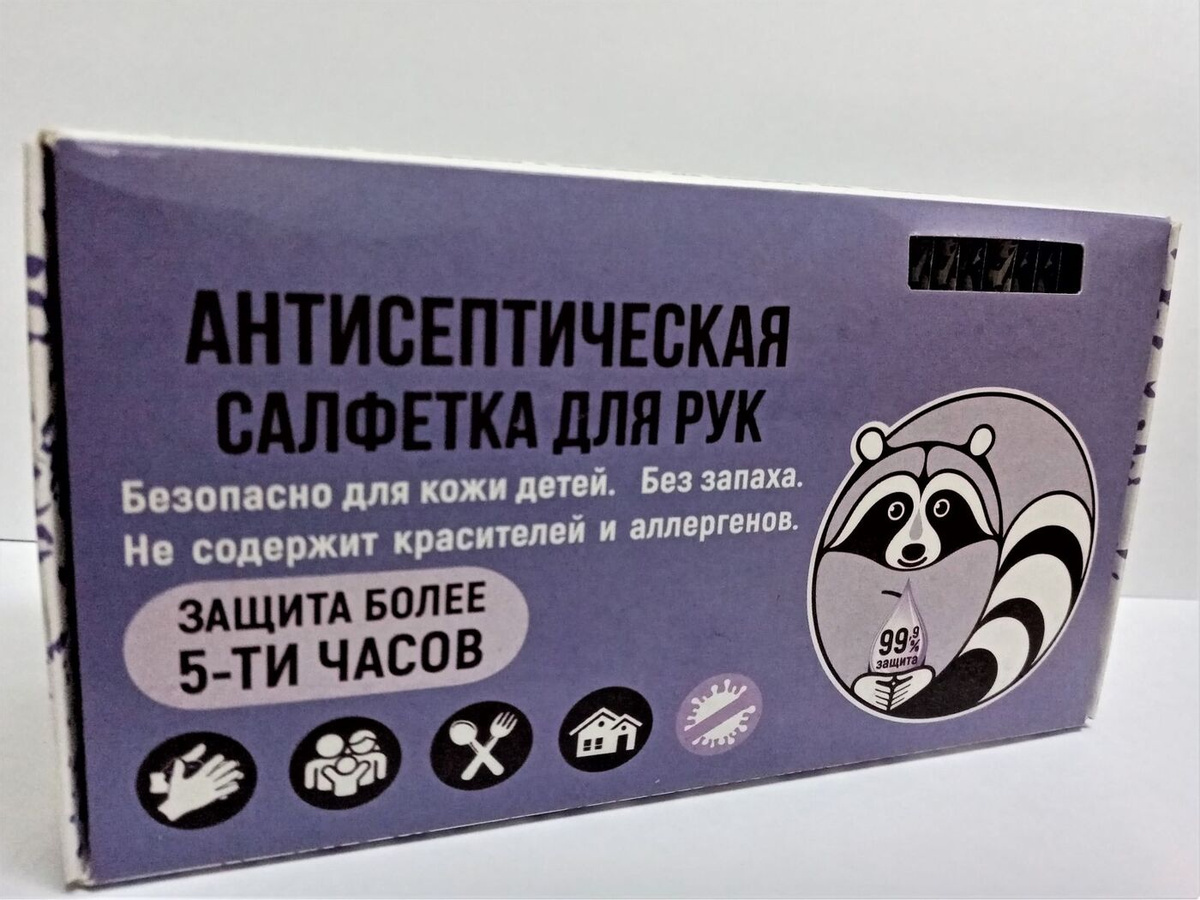 АНТИСЕПТИЧЕСКАЯ
САЛФЕТКА ДЛЯ РУК
Безопасно для кожи детей. Без запаха.
Не содержит красителей и аллергенов.
ЗАЩИТА БОЛЕЕ
5-ТИ ЧАСОВ
99,9%
защита